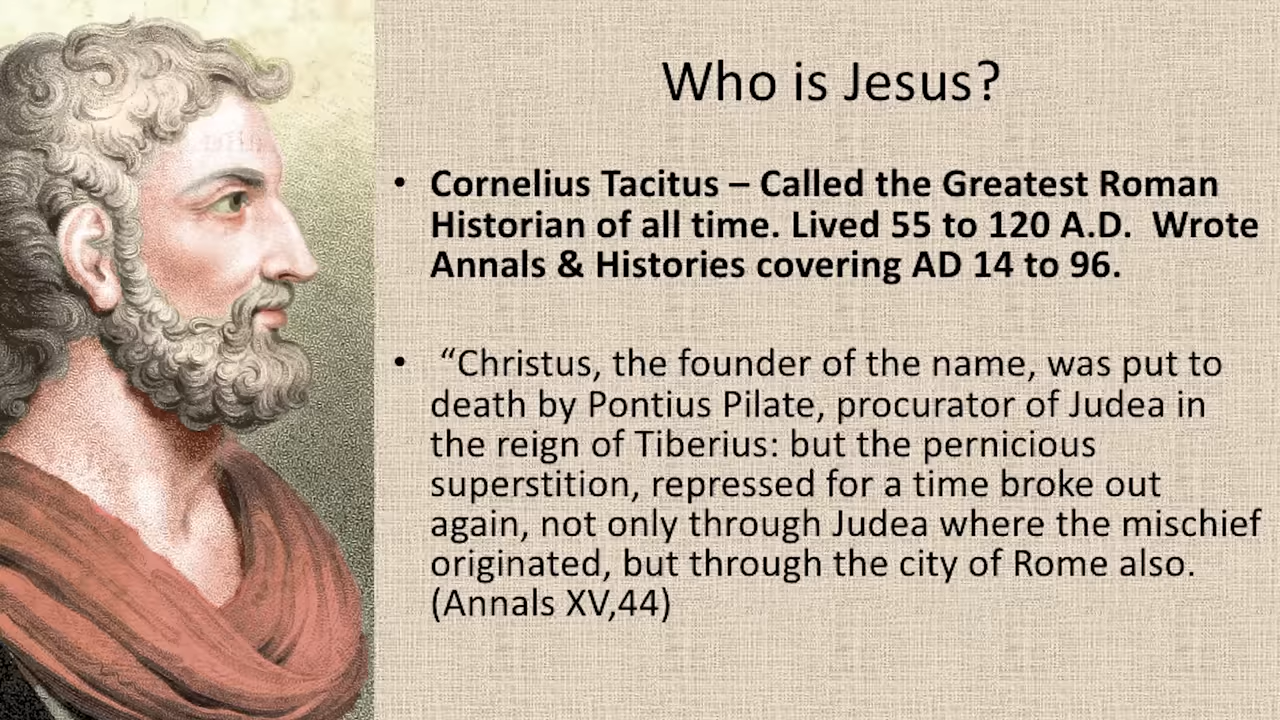 Who is Jesus?
• Cornelius Tacitus – Called the Greatest Roman
Historian of all time. Lived 55 to 120 A.D.  Wrote
Annals & Histories covering AD 14 to 96.
• “Christus, the founder of the name, was put to
death by Pontius Pilate, procurator of Judea in
the reign of Tiberius: but the pernicious
superstition, repressed for a time broke out
again, not only through Judea where the mischief
originated, but through the city of Rome also.
(Annals XV,44)